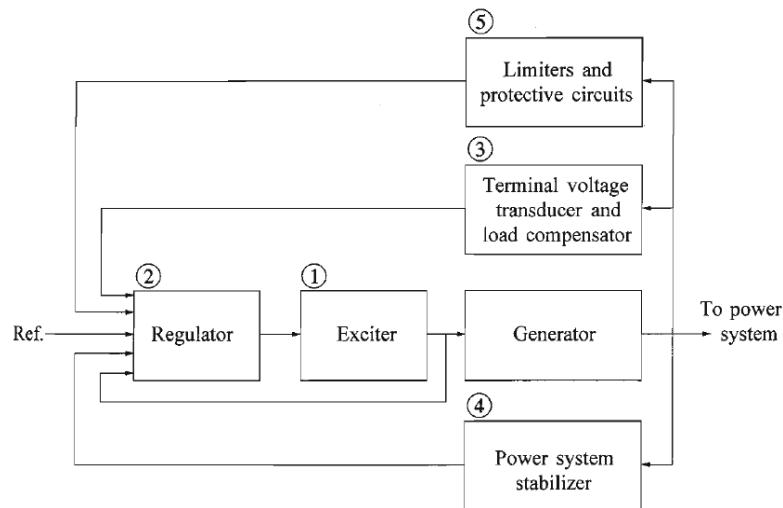 ⑤
Limiters and
protective circuits
③
Terminal voltage
transducer and
load compensator
②
①
Ref.
Regulator
Exciter
Generator
To power
system
④
Power system
stabilizer